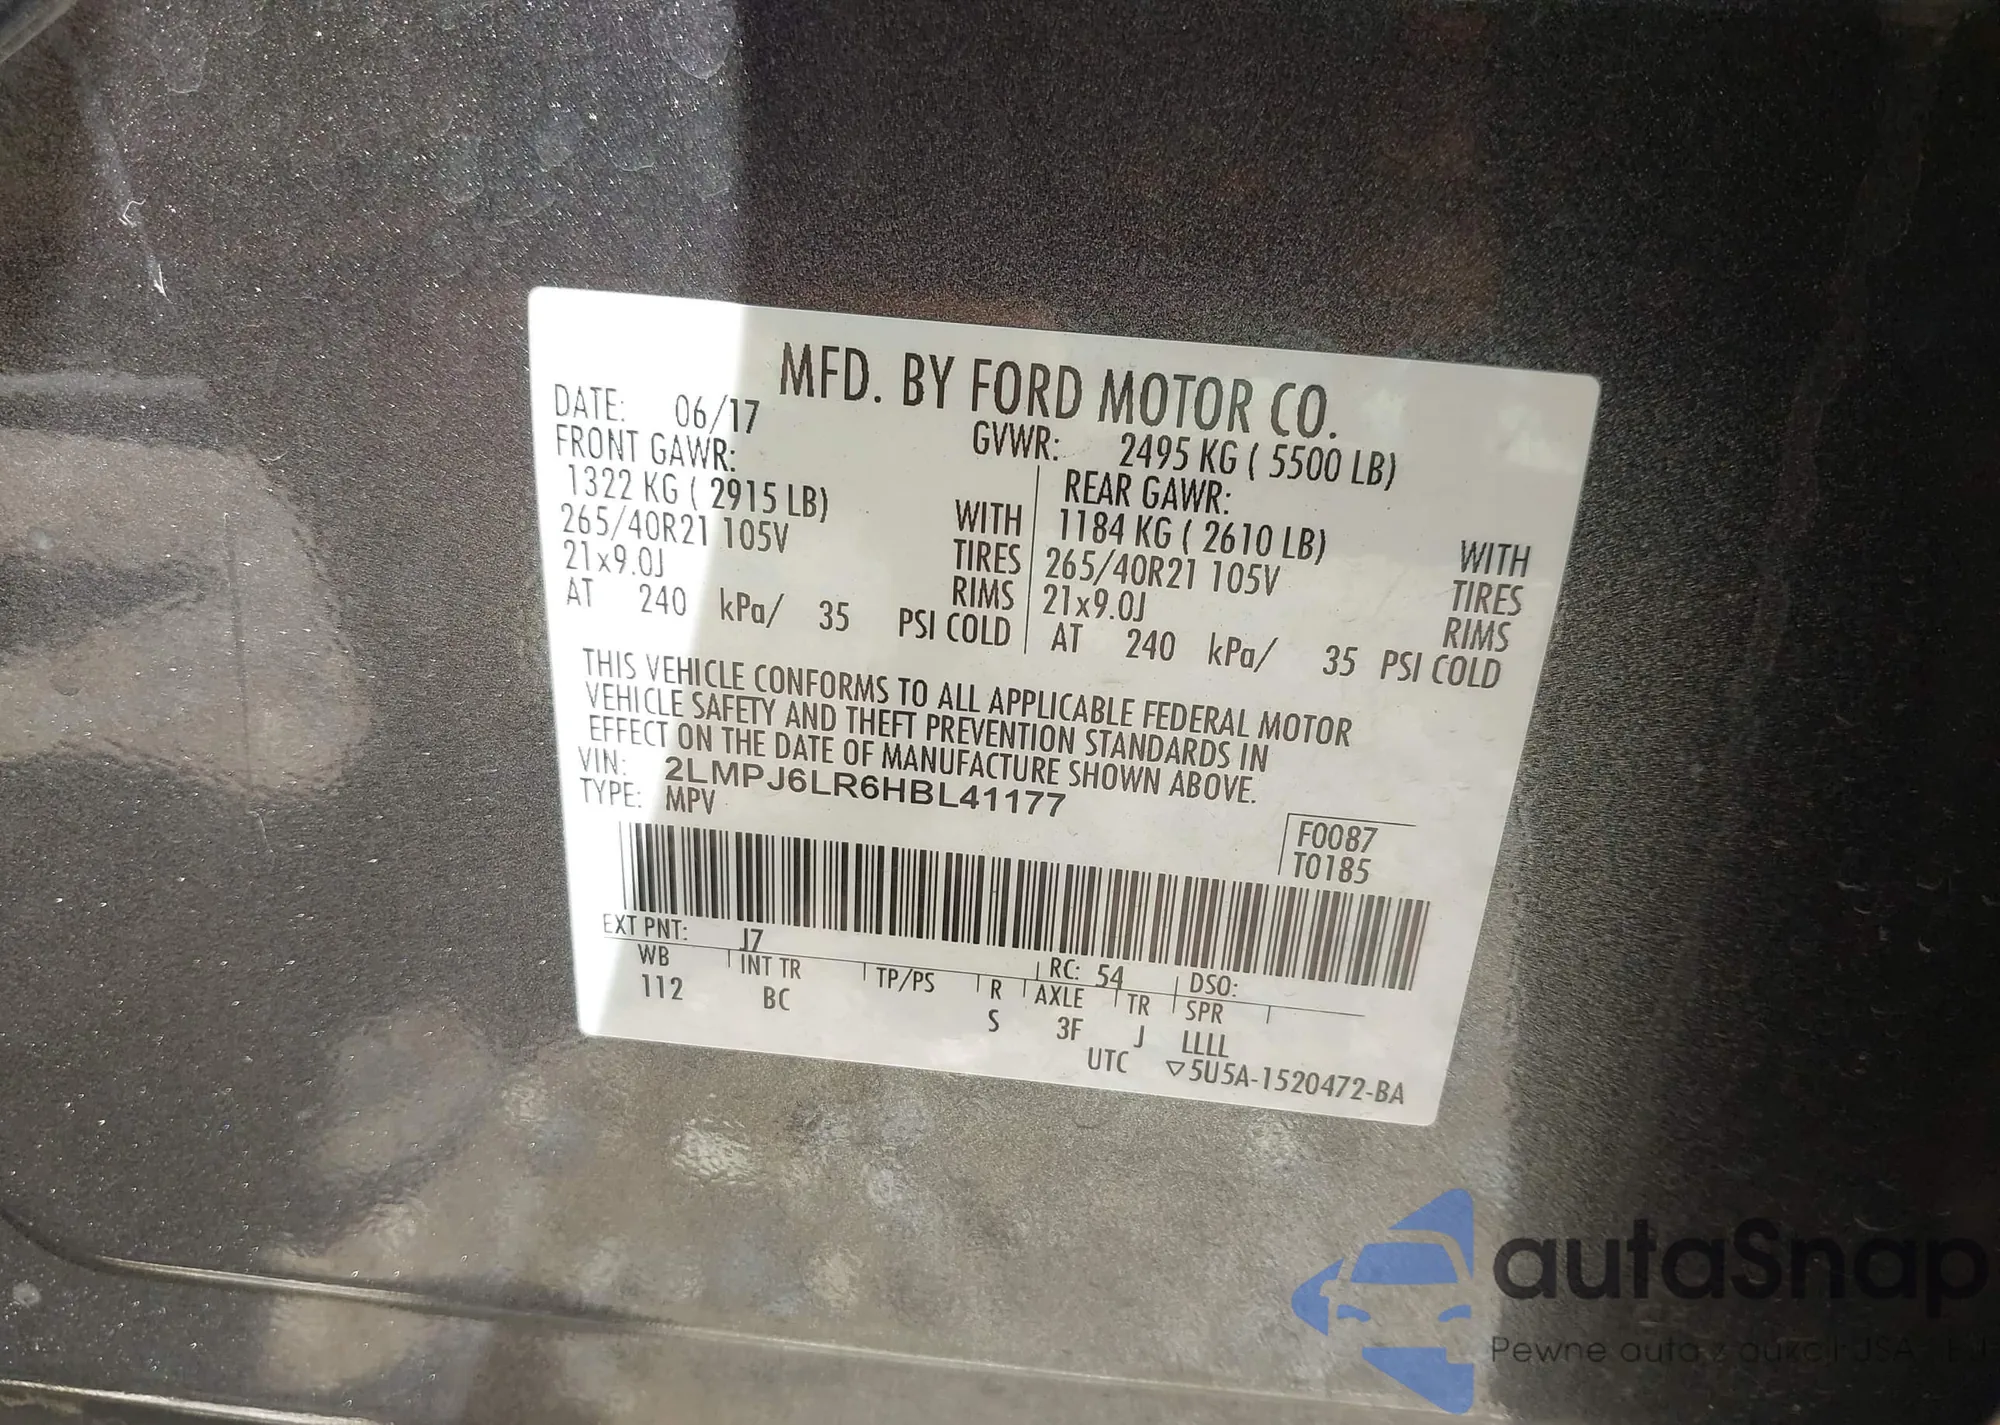 MFD. BY FORD MOTOR CO.
DATE: 06/17 GVWR: 2495 KG ( 5500 LB)
FRONT GAWR: REAR GAWR:
1322 KG ( 2915 LB) WITH 1184 KG ( 2610 LB) WITH
265/40R21 105V TIRES 265/40R21 105V TIRES
21x9.0J RIMS 21x9.0J RIMS
AT 240 kPa/ 35 PSI COLD AT 240 kPa/ 35 PSI COLD
THIS VEHICLE CONFORMS TO ALL APPLICABLE FEDERAL MOTOR
VEHICLE SAFETY AND THEFT PREVENTION STANDARDS IN
EFFECT ON THE DATE OF MANUFACTURE SHOWN ABOVE.
VIN: 2LMPJ6LR6HBL41177
TYPE: MPV
F0087
T0185
EXT PNT: J7 RC: 54 DSO:
WB INT TR TP/PS R AXLE TR SPR
112 BC S 3F J LLLL
UTC ▽5U5A-1520472-BA
autaSnap
Pewne auta z aukcji USA